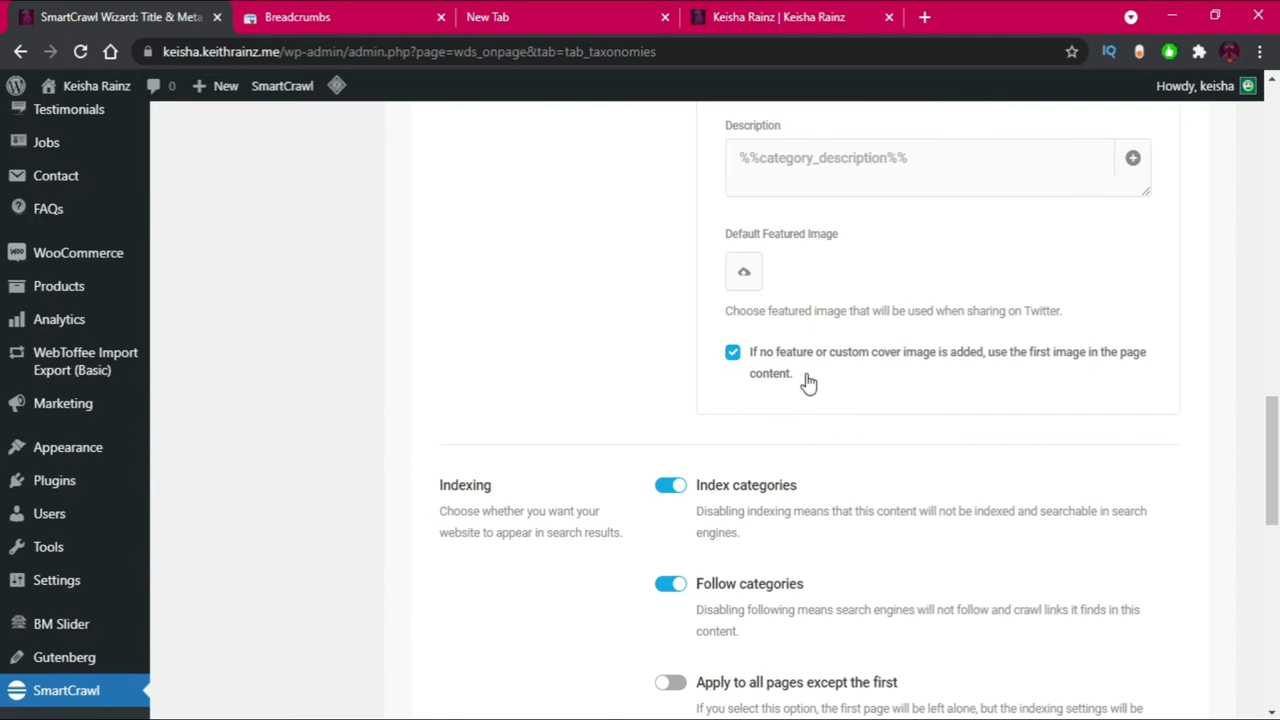 SmartCrawl Wizard: Title & Meta
Breadcrumbs
New Tab
Keisha Rainz | Keisha Rainz
keisha.keithrainz.me/wp-admin/admin.php?page=wds_onpage&tab=tab_taxonomies
IQ
Keisha Rainz
0
New
SmartCrawl
Howdy, keisha
Testimonials
Jobs
Contact
FAQs
WooCommerce
Products
Analytics
WebToffee Import
Export (Basic)
Marketing
Appearance
Plugins
Users
Tools
Settings
BM Slider
Gutenberg
SmartCrawl
Description
%%category_description%%
Default Featured Image
Choose featured image that will be used when sharing on Twitter.
If no feature or custom cover image is added, use the first image in the page
content.
Indexing
Choose whether you want your
website to appear in search results.
Index categories
Disabling indexing means that this content will not be indexed and searchable in search
engines.
Follow categories
Disabling following means search engines will not follow and crawl links it finds in this
content.
Apply to all pages except the first
If you select this option, the first page will be left alone, but the indexing settings will be